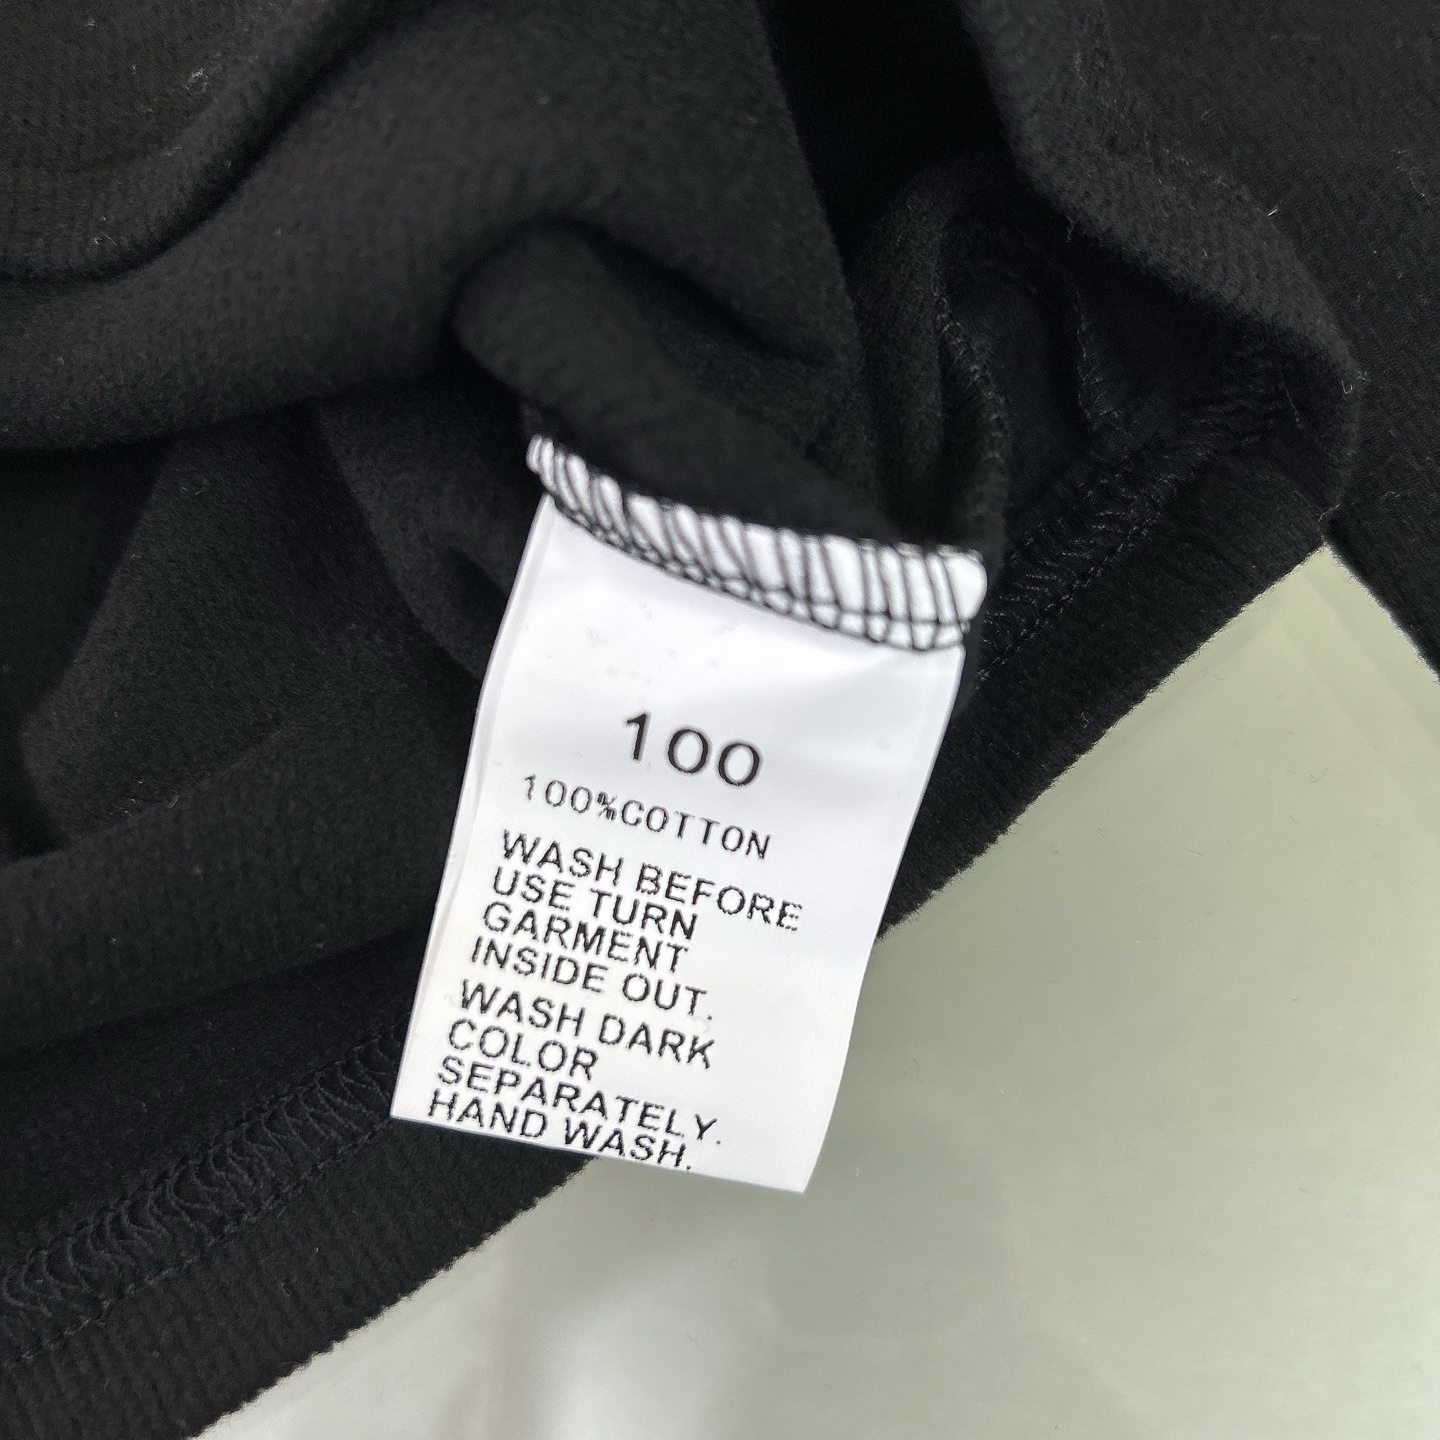 100
100%COTTON
WASH BEFORE
USE TURN
GARMENT
INSIDE OUT.
WASH DARK
COLOR
SEPARATELY.
HAND WASH.